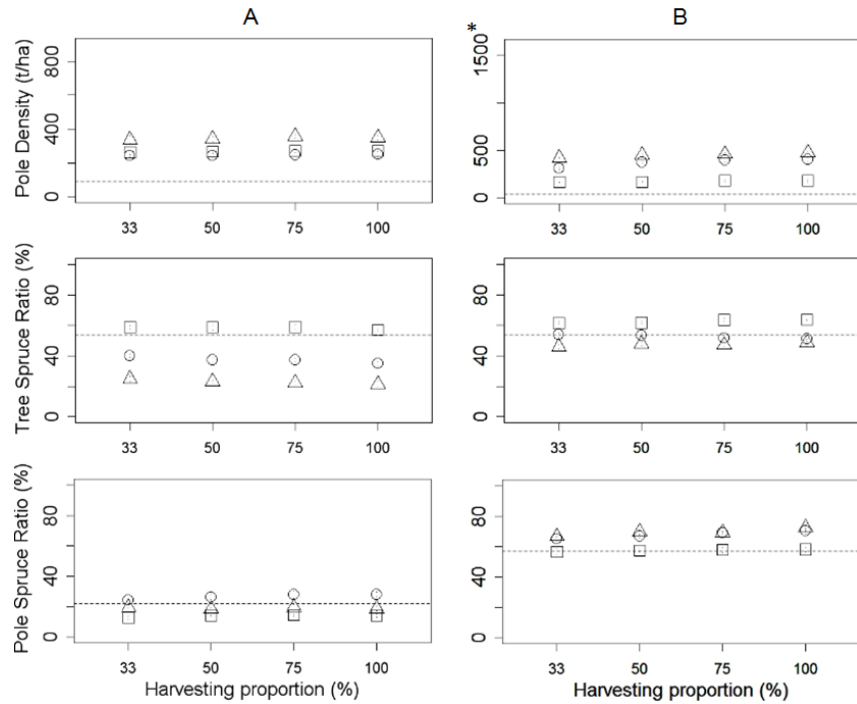 A
B
*
Pole Density (t/ha)
800
400
0
33 50 75 100
1500
500
0
33 50 75 100
Tree Spruce Ratio (%)
80
40
0
33 50 75 100
80
40
0
33 50 75 100
Pole Spruce Ratio (%)
80
40
0
33 50 75 100
Harvesting proportion (%)
80
40
0
33 50 75 100
Harvesting proportion (%)